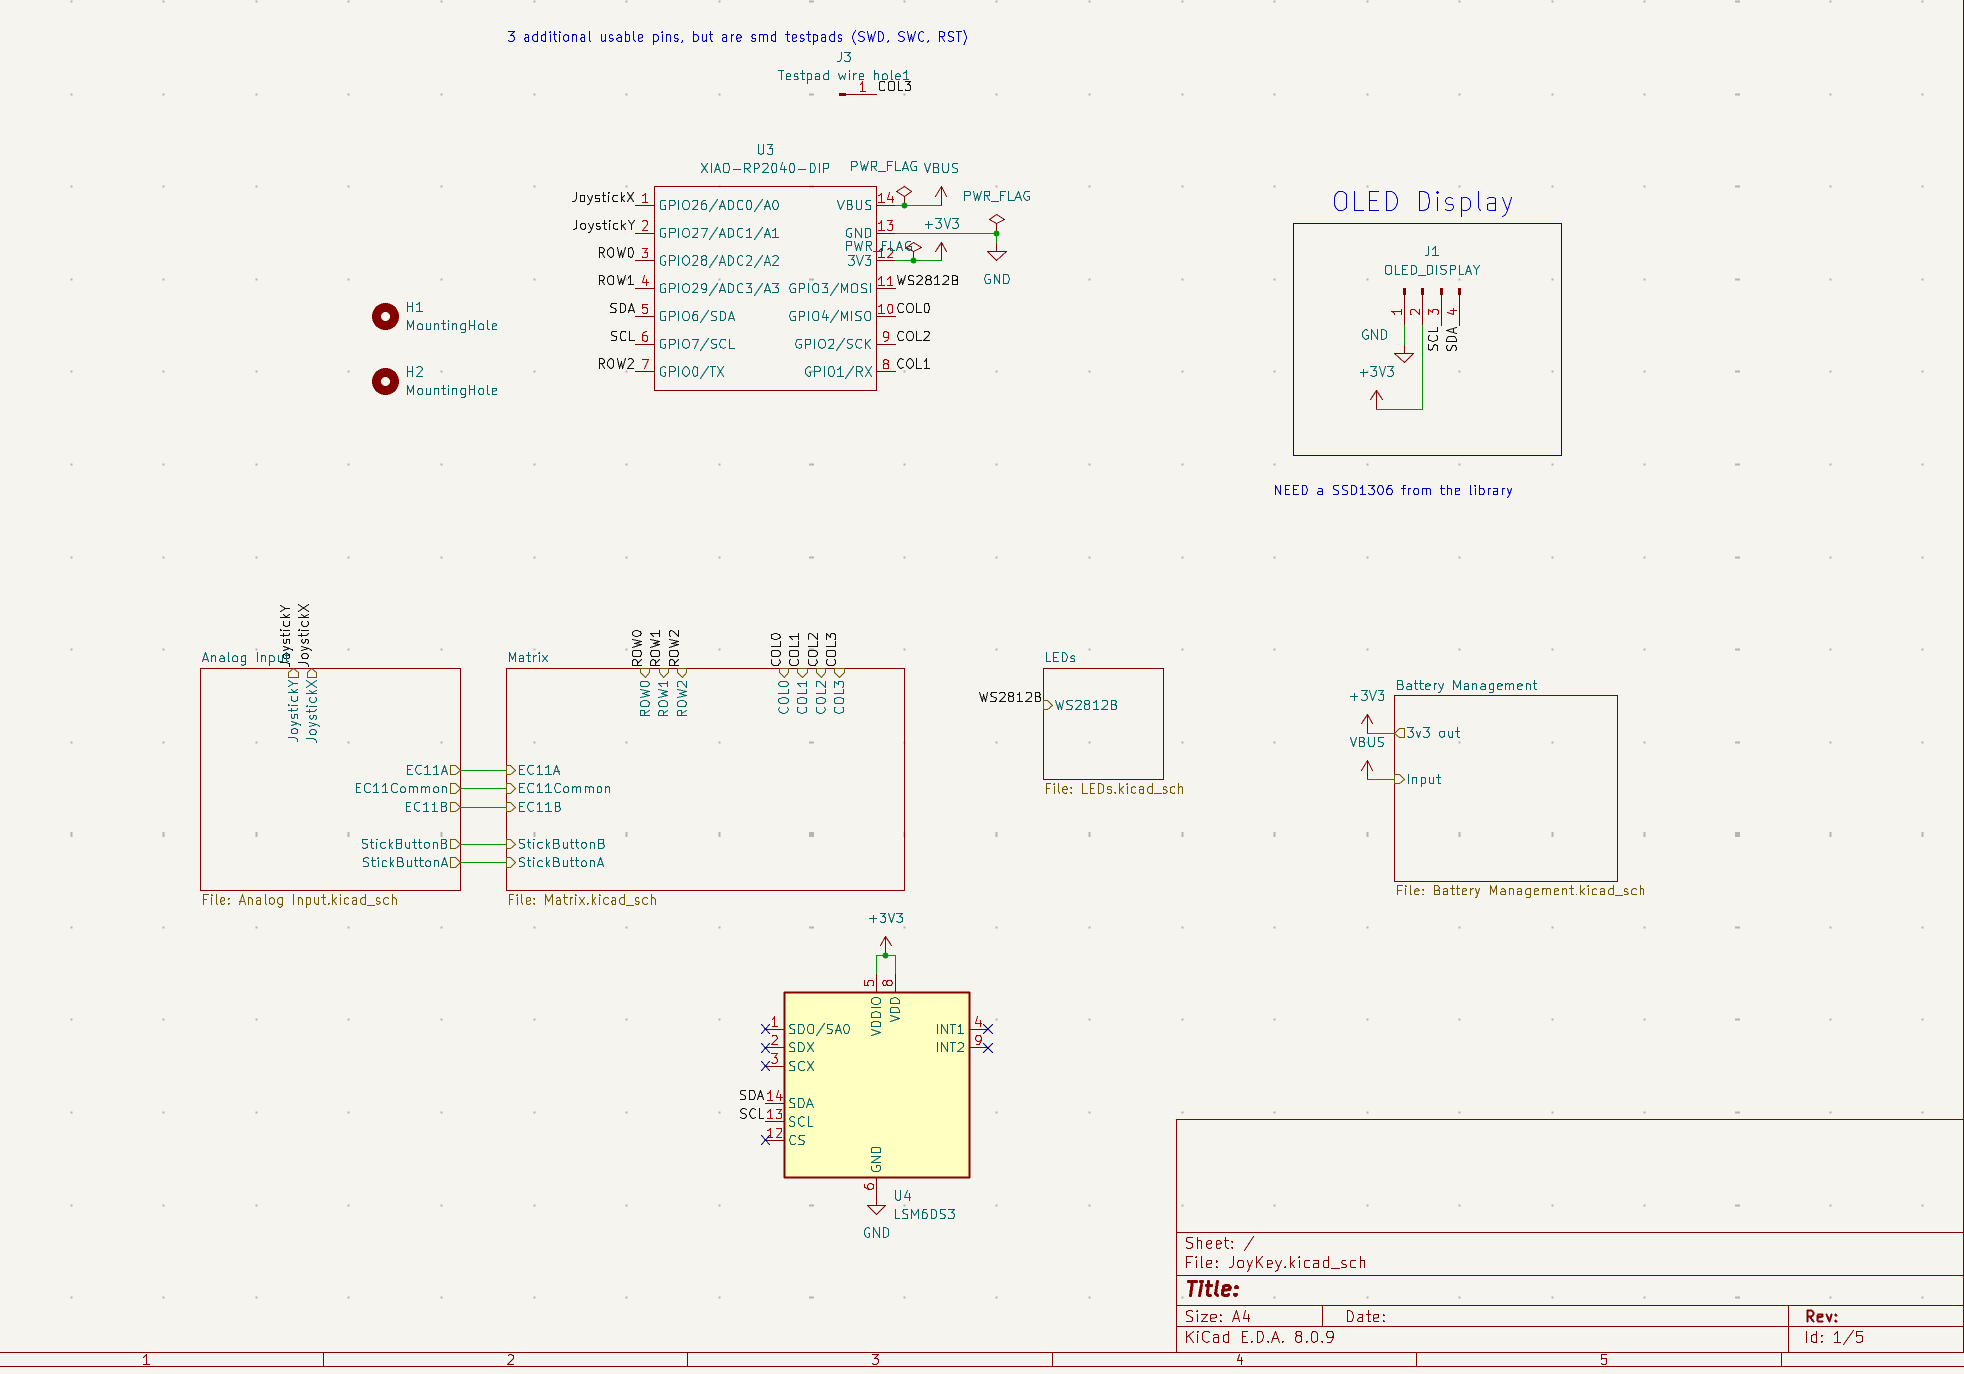 3 additional usable pins, but are smd testpads (SWD, SWC, RST)
J3
Testpad wire hole1
1 COL3
U3
XIAO-RP2040-DIP
PWR_FLAG VBUS
PWR_FLAG
JoystickX 1 GPIO26/ADC0/A0
VBUS 14
JoystickY 2 GPIO27/ADC1/A1
GND 13
+3V3
PWR_FLAG
ROW0 3 GPIO28/ADC2/A2
3V3 12
GND
ROW1 4 GPIO29/ADC3/A3
GPIO3/MOSI 11 WS2812B
SDA 5 GPIO6/SDA
GPIO4/MISO 10 COL0
SCL 6 GPIO7/SCL
GPIO2/SCK 9 COL2
ROW2 7 GPIO0/TX
GPIO1/RX 8 COL1
H1
MountingHole
H2
MountingHole
OLED Display
J1
OLED_DISPLAY
1 2 3 4
GND
SCL
SDA
+3V3
NEED a SSD1306 from the library
Analog Input
JoystickY
JoystickX
JoystickY
JoystickX
EC11A
EC11Common
EC11B
StickButtonB
StickButtonA
File: Analog Input.kicad_sch
Matrix
ROW0
ROW1
ROW2
COL0
COL1
COL2
COL3
ROW0
ROW1
ROW2
COL0
COL1
COL2
COL3
EC11A
EC11Common
EC11B
StickButtonB
StickButtonA
File: Matrix.kicad_sch
LEDs
WS2812B
WS2812B
File: LEDs.kicad_sch
Battery Management
+3V3
3v3 out
VBUS
Input
File: Battery Management.kicad_sch
+3V3
5 8
VDDIO
VDD
1 SDO/SA0
2 SDX
3 SCX
INT1 4
INT2 9
SDA 14 SDA
SCL 13 SCL
12 CS
GND
6
U4
LSM6DS3
GND
Sheet: /
File: JoyKey.kicad_sch
Title:
Size: A4
Date:
Rev:
KiCad E.D.A. 8.0.9
Id: 1/5
1 2 3 4 5